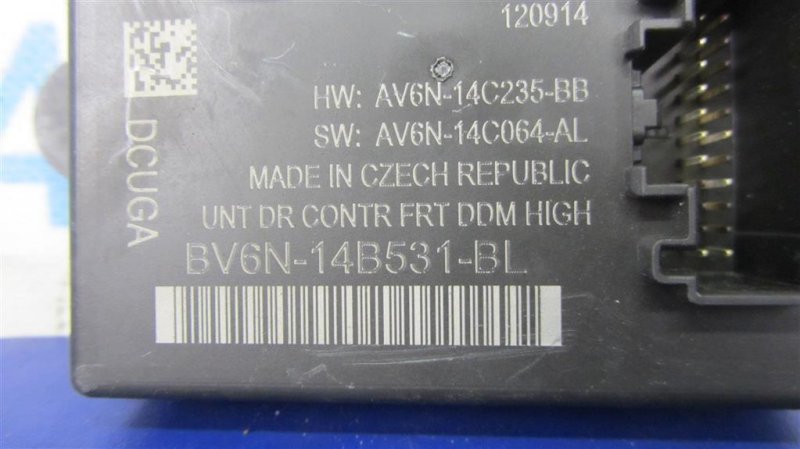 120914
HW: AV6N-14C235-BB
SW: AV6N-14C064-AL
MADE IN CZECH REPUBLIC
UNT DR CONTR FRT DDM HIGH
BV6N-14B531-BL
DCUGA